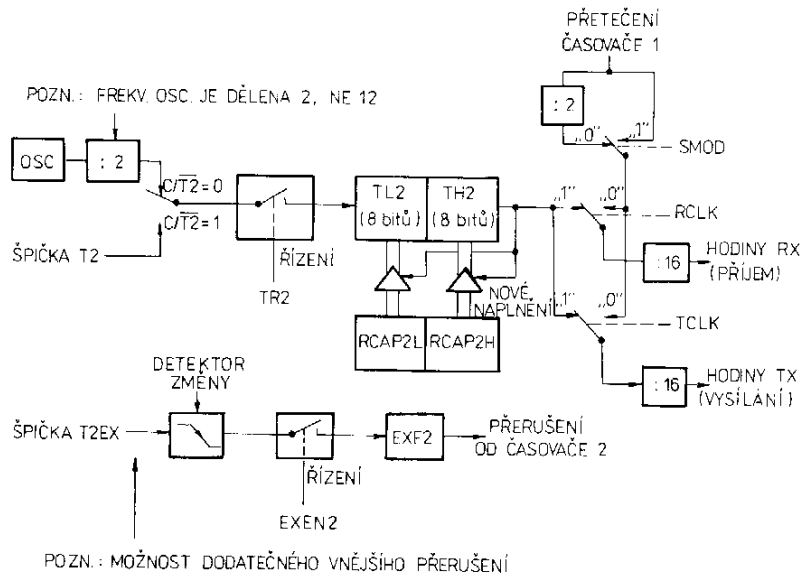 PŘETEČENÍ
ČASOVAČE 1
POZN.: FREKV. OSC. JE DĚLENA 2, NE 12
: 2
„0" „1"
SMOD
OSC
: 2
C/T2̅=0
C/T2̅=1
TL2
(8 bitů)
TH2
(8 bitů)
„1" „0"
RCLK
ŠPIČKA T2
ŘÍZENÍ
TR2
:16
HODINY RX
(PŘÍJEM)
NOVÉ
NAPLNĚNÍ
„1" „0"
TCLK
RCAP2L
RCAP2H
DETEKTOR
ZMĚNY
:16
HODINY TX
(VYSÍLÁNÍ)
ŠPIČKA T2EX
EXF2
PŘERUŠENÍ
OD ČASOVAČE 2
ŘÍZENÍ
EXEN2
POZN.: MOŽNOST DODATEČNÉHO VNĚJŠÍHO PŘERUŠENÍ